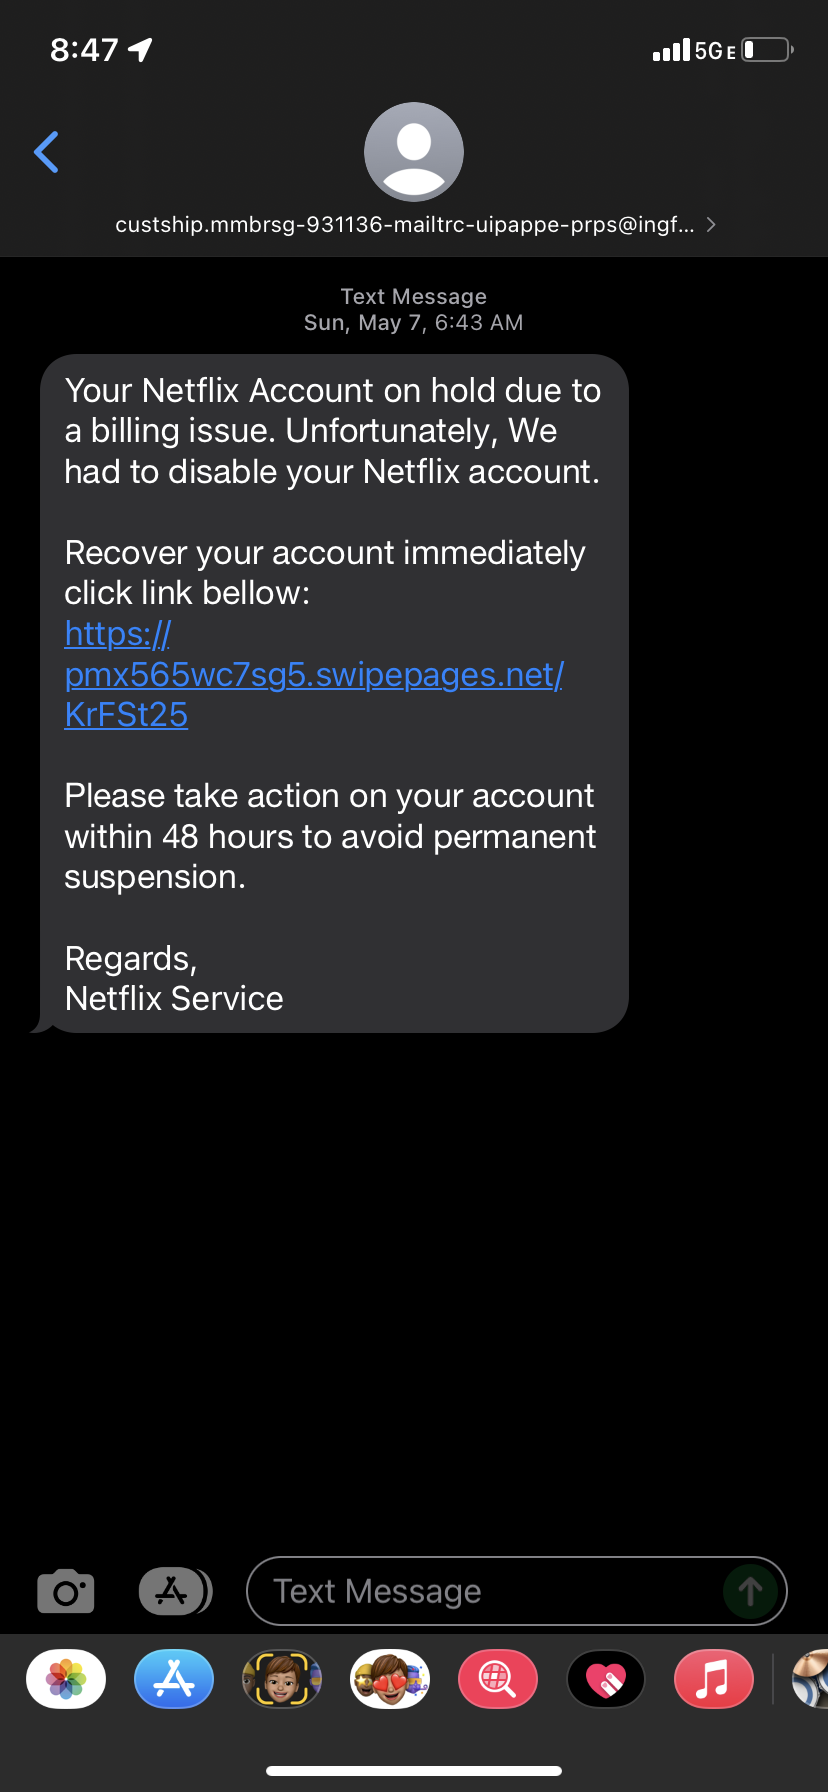 8:47
5G E
custship.mmbrsg-931136-mailtrc-uipappe-prps@ingf...
Text Message
Sun, May 7, 6:43 AM
Your Netflix Account on hold due to
a billing issue. Unfortunately, We
had to disable your Netflix account.
Recover your account immediately
click link bellow:
https://
pmx565wc7sg5.swipepages.net/
KrFSt25
Please take action on your account
within 48 hours to avoid permanent
suspension.
Regards,
Netflix Service
Text Message